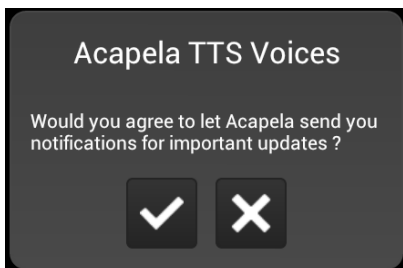 Acapela TTS Voices
Would you agree to let Acapela send you
notifications for important updates ?